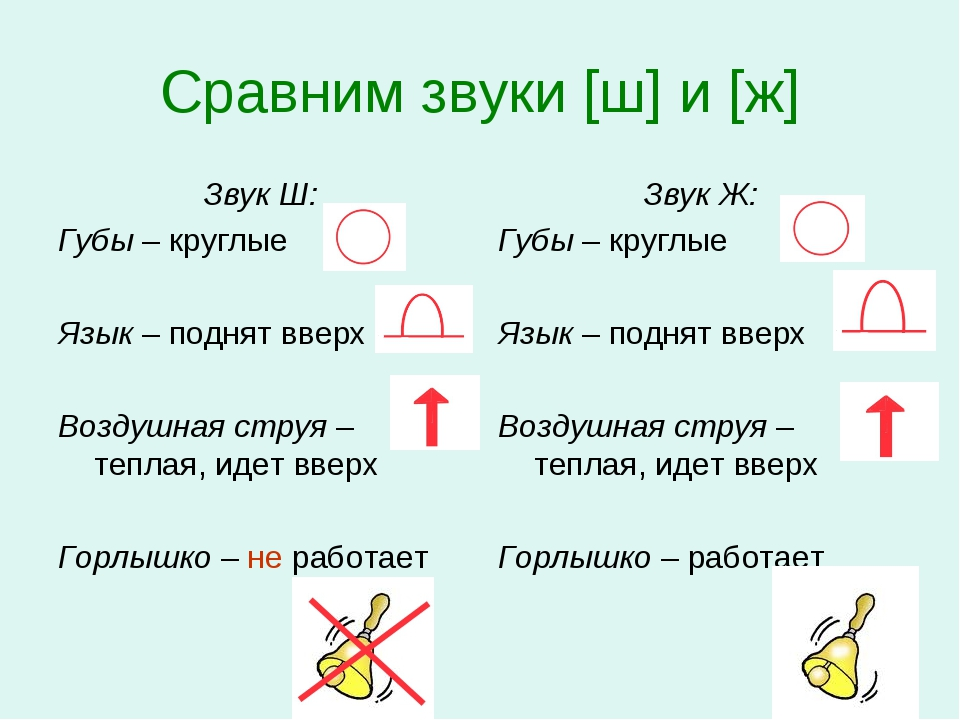 Сравним звуки [ш] и [ж]
Звук Ш:
Губы – круглые
Язык – поднят вверх
Воздушная струя –
теплая, идет вверх
Горлышко – не работает
Звук Ж:
Губы – круглые
Язык – поднят вверх
Воздушная струя –
теплая, идет вверх
Горлышко – работает